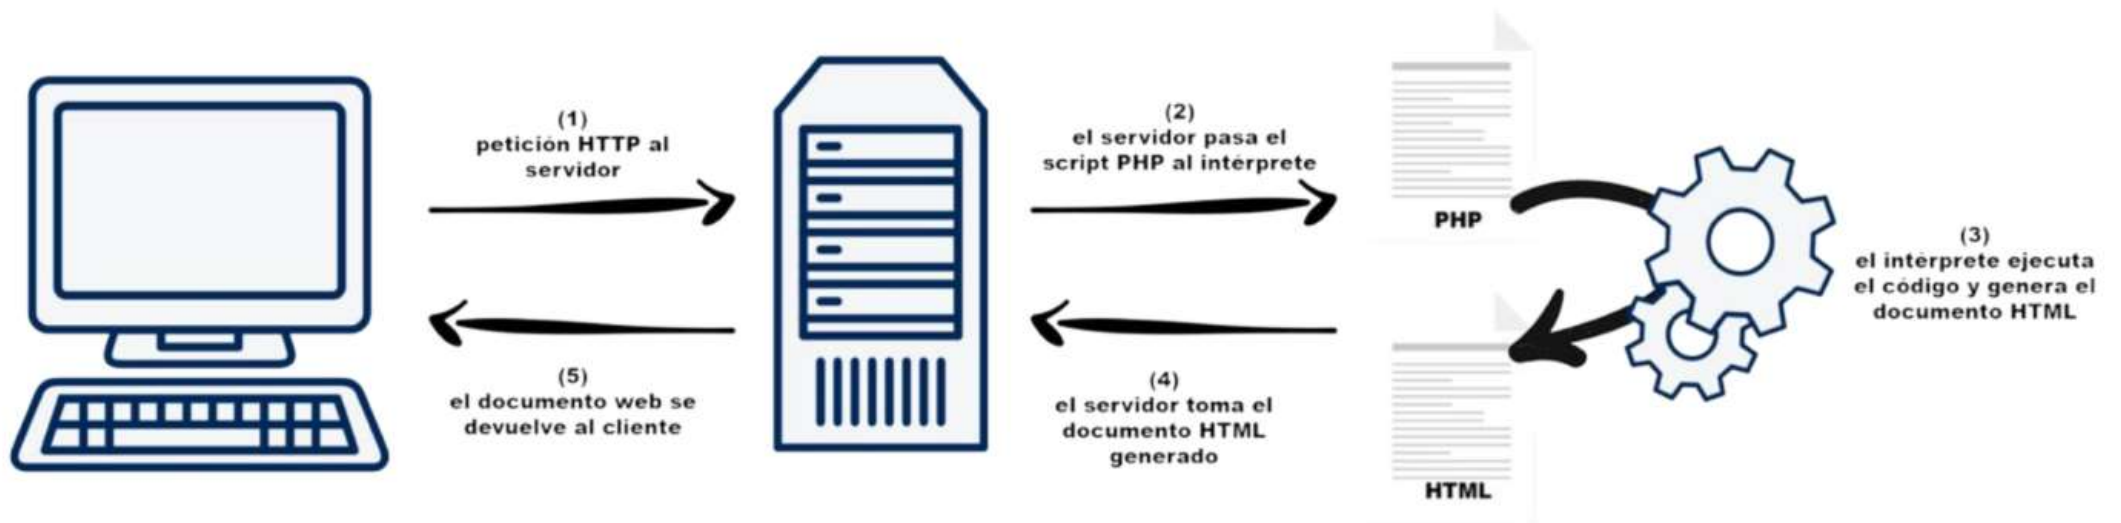 (1)
petición HTTP al
servidor
(2)
el servidor pasa el
script PHP al intérprete
PHP
(3)
el intérprete ejecuta
el código y genera el
documento HTML
(4)
el servidor toma el
documento HTML
generado
HTML
(5)
el documento web se
devuelve al cliente